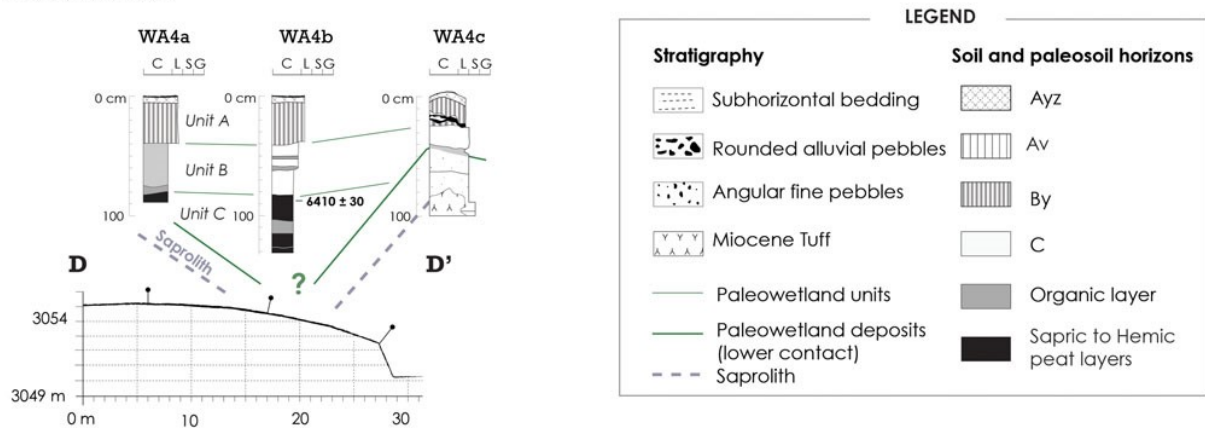 WA4a
WA4b
WA4c
C L S G
C L S G
C L S G
0 cm
0 cm
0 cm
Unit A
Unit B
Unit C
6410 ± 30
100
100
100
Saprolith
?
D
D'
3054
3049 m
0 m
10
20
30
LEGEND
Stratigraphy
Subhorizontal bedding
Rounded alluvial pebbles
Angular fine pebbles
Miocene Tuff
Paleowetland units
Paleowetland deposits
(lower contact)
Saprolith
Soil and paleosoil horizons
Ayz
Av
By
C
Organic layer
Sapric to Hemic
peat layers